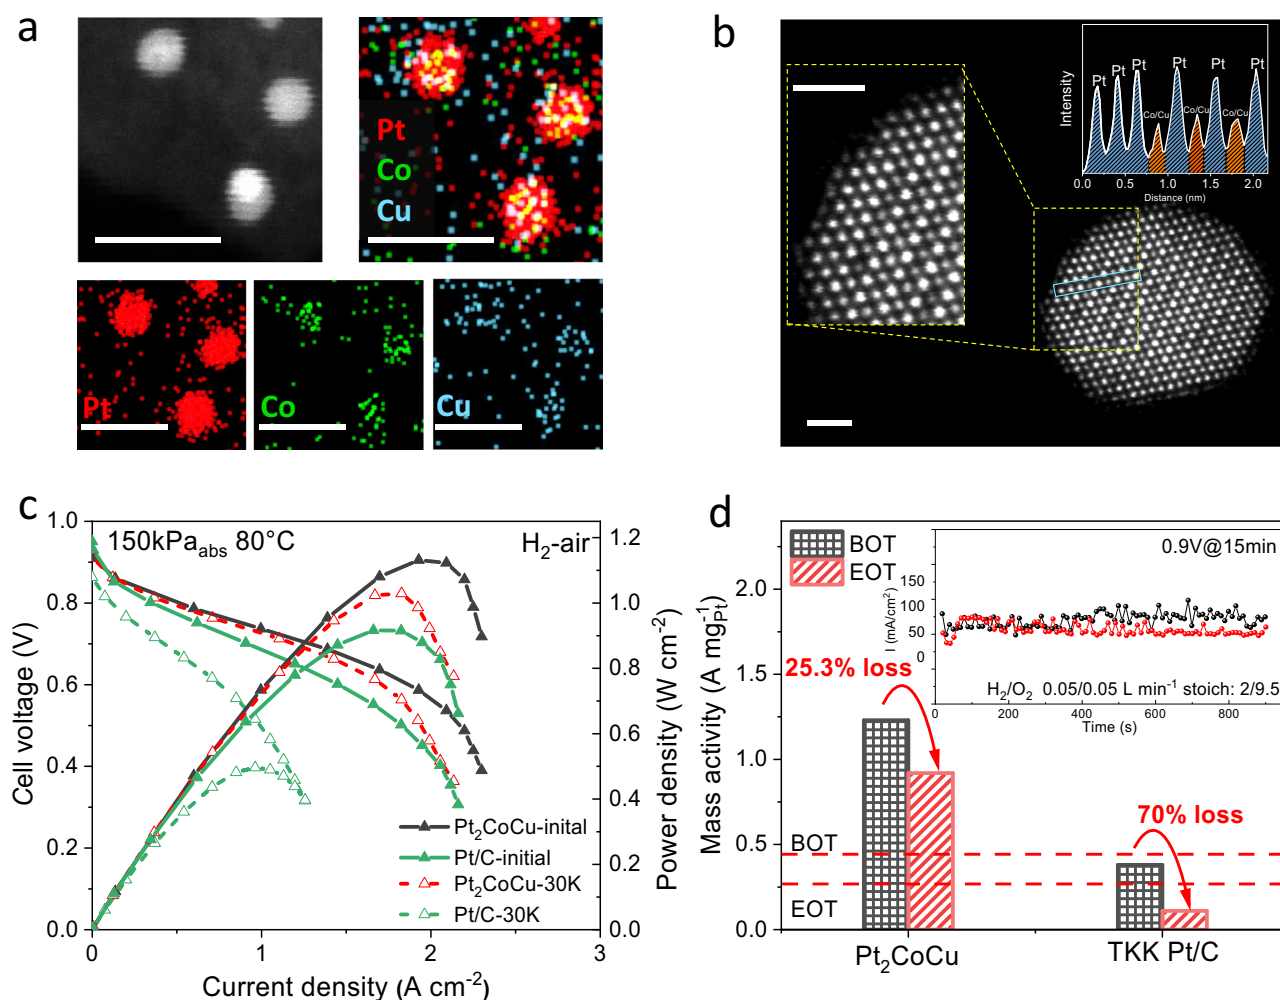 a
Pt
Co
Cu
Pt
Co
Cu
b
Intensity
Pt Pt Pt Pt Pt Pt
Co/Cu Co/Cu Co/Cu
0.0 0.5 1.0 1.5 2.0
Distance (nm)
c
150kPaabs 80°C
H2-air
Cell voltage (V)
1.0
0.8
0.6
0.4
0.2
0.0
Power density (W cm-2)
1.2
1.0
0.8
0.6
0.4
0.2
0.0
Pt2CoCu-inital
Pt/C-initial
Pt2CoCu-30K
Pt/C-30K
0 1 2 3
Current density (A cm-2)
d
BOT
EOT
Mass activity (A mgPt-1)
2.0
1.5
1.0
0.5
0.0
25.3% loss
70% loss
BOT
EOT
Pt2CoCu
TKK Pt/C
0.9V@15min
I (mA/cm2)
150
100
50
0
H2/O2 0.05/0.05 L min-1 stoich: 2/9.5
0 200 400 600 800
Time (s)